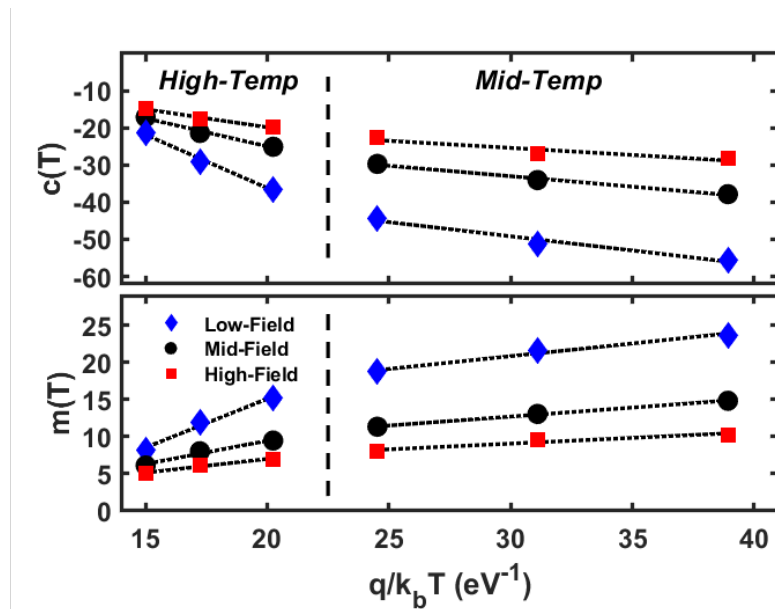 High-Temp Mid-Temp
-10
-20
-30
-40
-50
-60
c(T)
25
20
15
10
5
0
m(T)
Low-Field
Mid-Field
High-Field
15 20 25 30 35 40
q/k_bT (eV⁻¹)